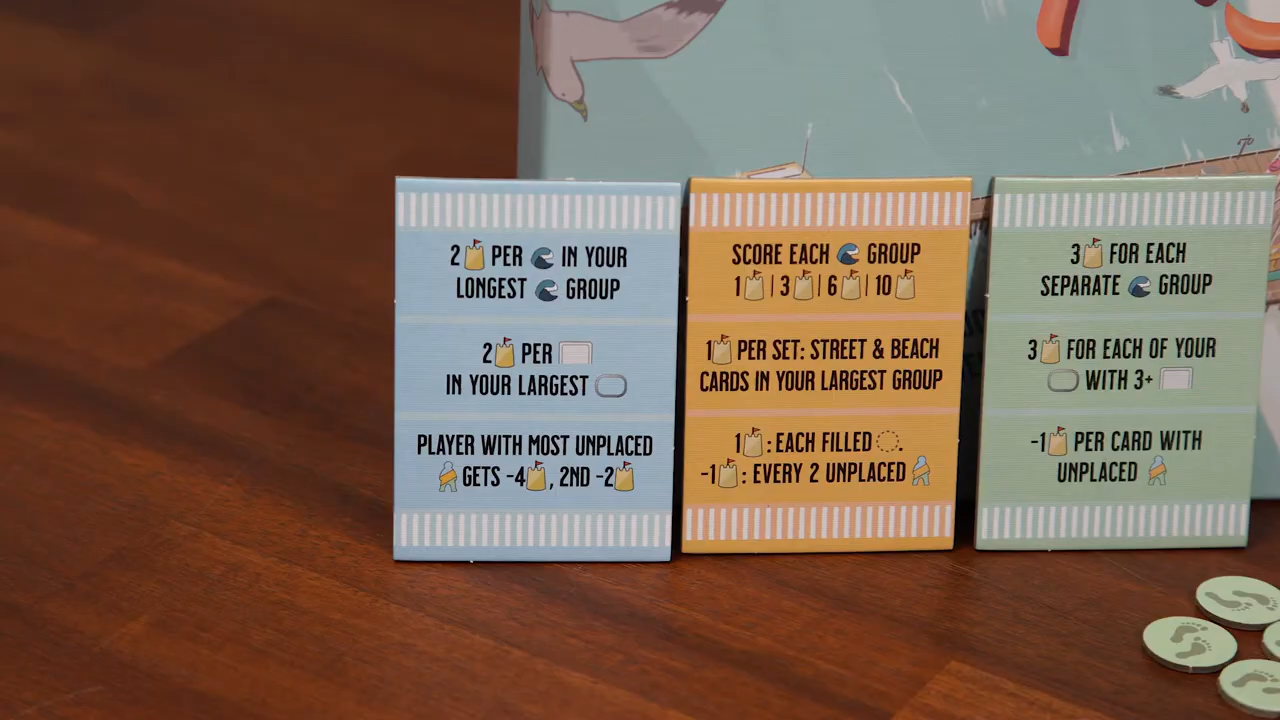 2 PER IN YOUR
LONGEST GROUP
2 PER
IN YOUR LARGEST
PLAYER WITH MOST UNPLACED
GETS -4, 2ND -2
SCORE EACH GROUP
1 | 3 | 6 | 10
1 PER SET: STREET & BEACH
CARDS IN YOUR LARGEST GROUP
1 : EACH FILLED .
-1 : EVERY 2 UNPLACED
3 FOR EACH
SEPARATE GROUP
3 FOR EACH OF YOUR
WITH 3+
-1 PER CARD WITH
UNPLACED